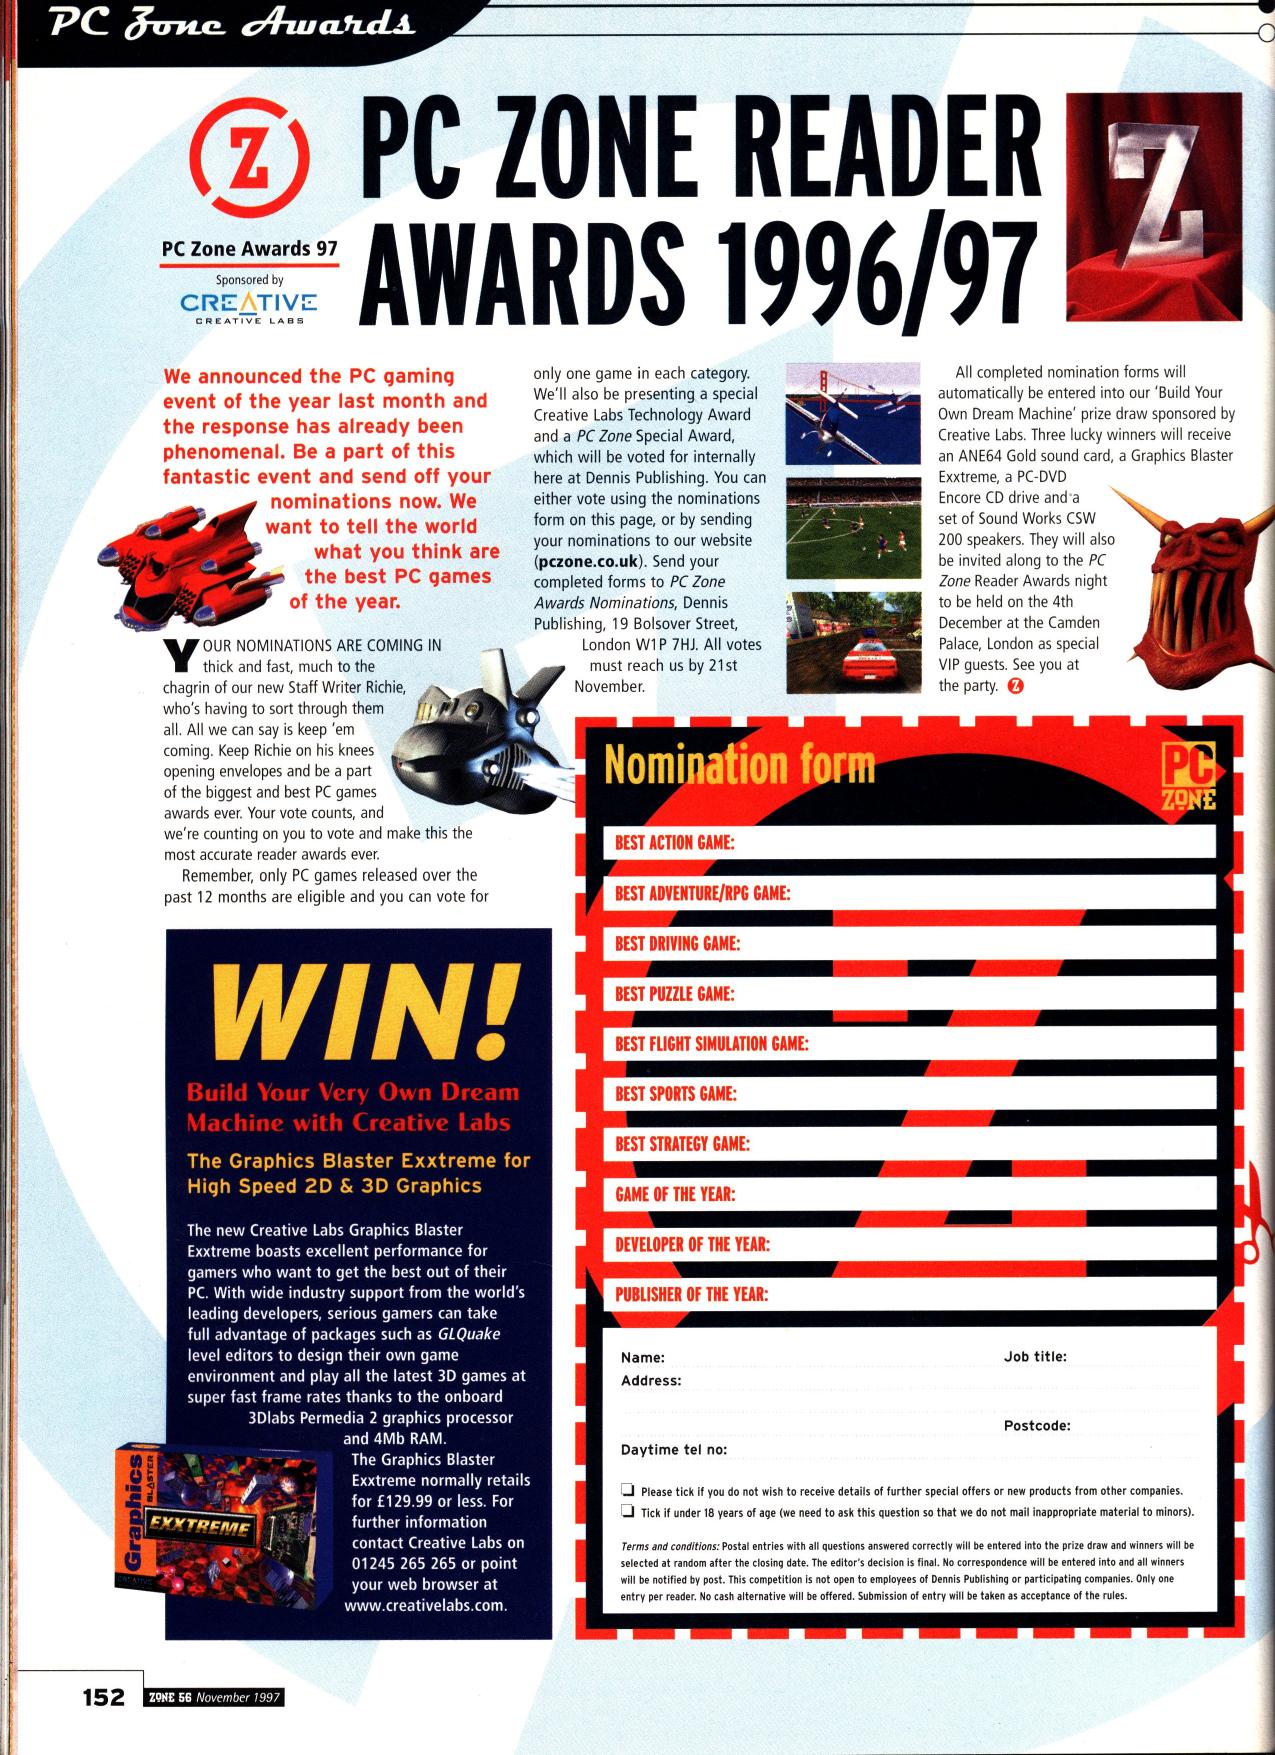 PC Zone Awards
Z
PC Zone Awards 97
Sponsored by
CREATIVE
CREATIVE LABS
PC ZONE READER
AWARDS 1996/97
Z
We announced the PC gaming
event of the year last month and
the response has already been
phenomenal. Be a part of this
fantastic event and send off your
nominations now. We
want to tell the world
what you think are
the best PC games
of the year.
YOUR NOMINATIONS ARE COMING IN
thick and fast, much to the
chagrin of our new Staff Writer Richie,
who's having to sort through them
all. All we can say is keep 'em
coming. Keep Richie on his knees
opening envelopes and be a part
of the biggest and best PC games
awards ever. Your vote counts, and
we're counting on you to vote and make this the
most accurate reader awards ever.
Remember, only PC games released over the
past 12 months are eligible and you can vote for
only one game in each category.
We'll also be presenting a special
Creative Labs Technology Award
and a PC Zone Special Award,
which will be voted for internally
here at Dennis Publishing. You can
either vote using the nominations
form on this page, or by sending
your nominations to our website
(pczone.co.uk). Send your
completed forms to PC Zone
Awards Nominations, Dennis
Publishing, 19 Bolsover Street,
London W1P 7HJ. All votes
must reach us by 21st
November.
All completed nomination forms will
automatically be entered into our 'Build Your
Own Dream Machine' prize draw sponsored by
Creative Labs. Three lucky winners will receive
an ANE64 Gold sound card, a Graphics Blaster
Exxtreme, a PC-DVD
Encore CD drive and a
set of Sound Works CSW
200 speakers. They will also
be invited along to the PC
Zone Reader Awards night
to be held on the 4th
December at the Camden
Palace, London as special
VIP guests. See you at
the party. Z
WIN!
Build Your Very Own Dream
Machine with Creative Labs
The Graphics Blaster Exxtreme for
High Speed 2D & 3D Graphics
The new Creative Labs Graphics Blaster
Exxtreme boasts excellent performance for
gamers who want to get the best out of their
PC. With wide industry support from the world's
leading developers, serious gamers can take
full advantage of packages such as GLQuake
level editors to design their own game
environment and play all the latest 3D games at
super fast frame rates thanks to the onboard
3Dlabs Permedia 2 graphics processor
and 4Mb RAM.
The Graphics Blaster
Exxtreme normally retails
for £129.99 or less. For
further information
contact Creative Labs on
01245 265 265 or point
your web browser at
www.creativelabs.com.
Graphics
BLASTER
EXXTREME
CREATIVE
Nomination form
PC
ZONE
BEST ACTION GAME:
BEST ADVENTURE/RPG GAME:
BEST DRIVING GAME:
BEST PUZZLE GAME:
BEST FLIGHT SIMULATION GAME:
BEST SPORTS GAME:
BEST STRATEGY GAME:
GAME OF THE YEAR:
DEVELOPER OF THE YEAR:
PUBLISHER OF THE YEAR:
Name: Job title:
Address:
Postcode:
Daytime tel no:
Please tick if you do not wish to receive details of further special offers or new products from other companies.
Tick if under 18 years of age (we need to ask this question so that we do not mail inappropriate material to minors).
Terms and conditions: Postal entries with all questions answered correctly will be entered into the prize draw and winners will be
selected at random after the closing date. The editor's decision is final. No correspondence will be entered into and all winners
will be notified by post. This competition is not open to employees of Dennis Publishing or participating companies. Only one
entry per reader. No cash alternative will be offered. Submission of entry will be taken as acceptance of the rules.
152 ZONE 56 November 1997